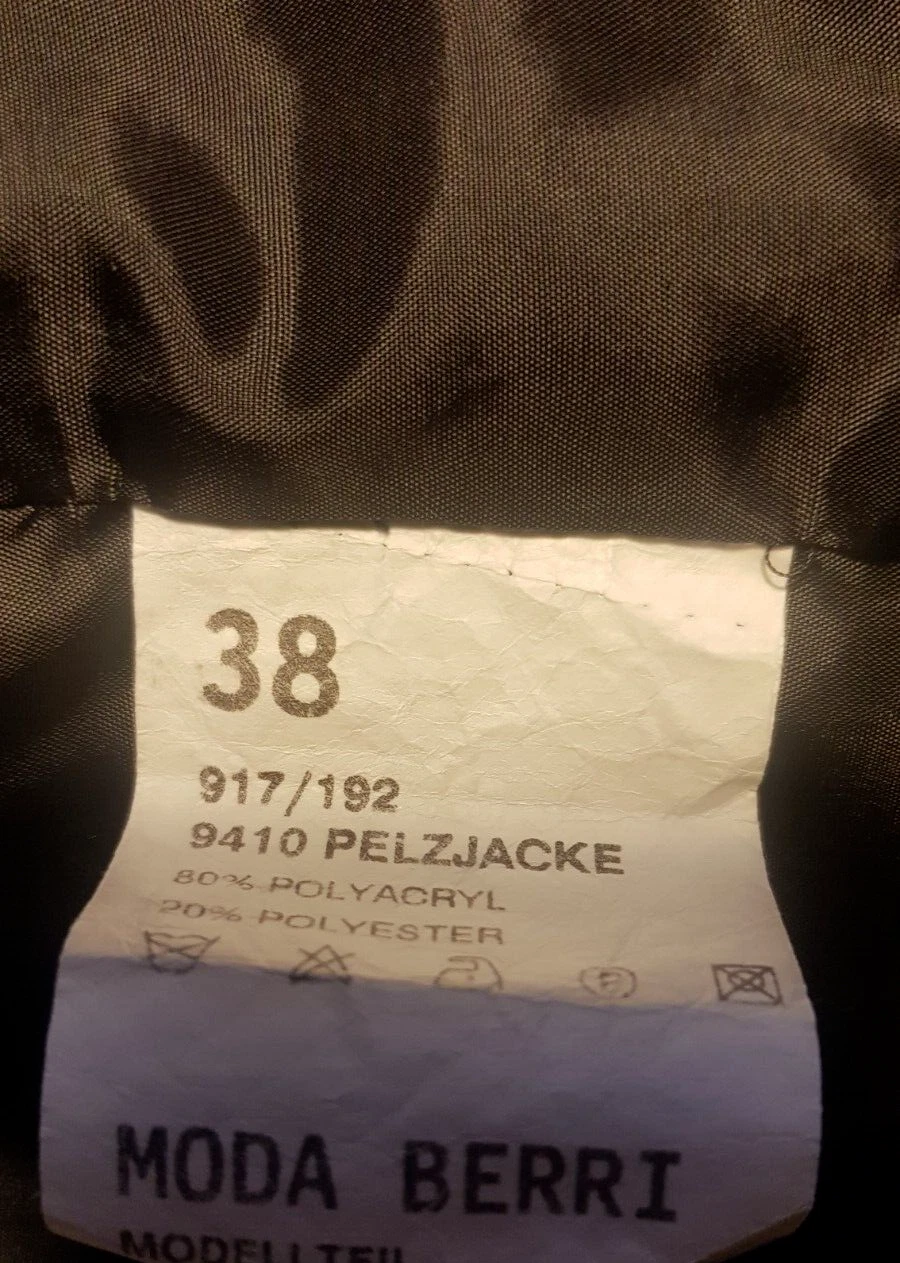 38
917/192
9410 PELZJACKE
80% POLYACRYL
20% POLYESTER
P
MODA BERRI